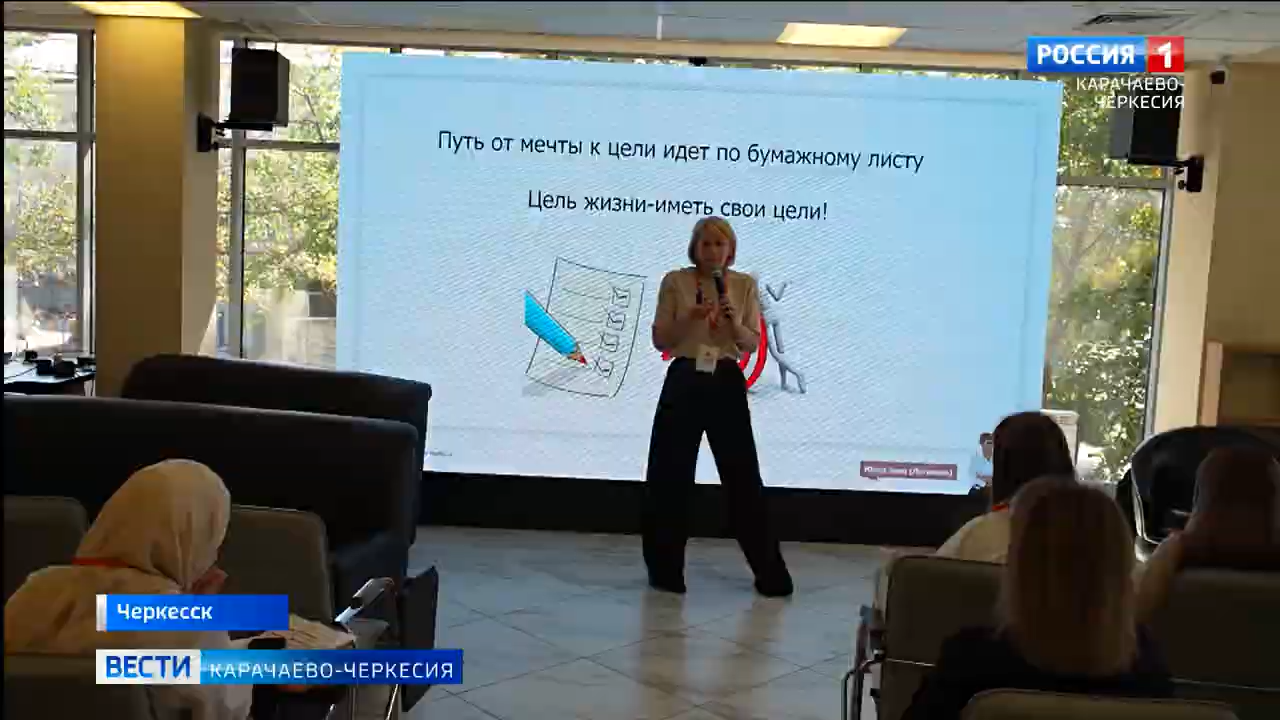 РОССИЯ 1
КАРАЧАЕВО-
ЧЕРКЕСИЯ
Путь от мечты к цели идет по бумажному листу
Цель жизни-иметь свои цели!
Черкесск
ВЕСТИ КАРАЧАЕВО-ЧЕРКЕСИЯ